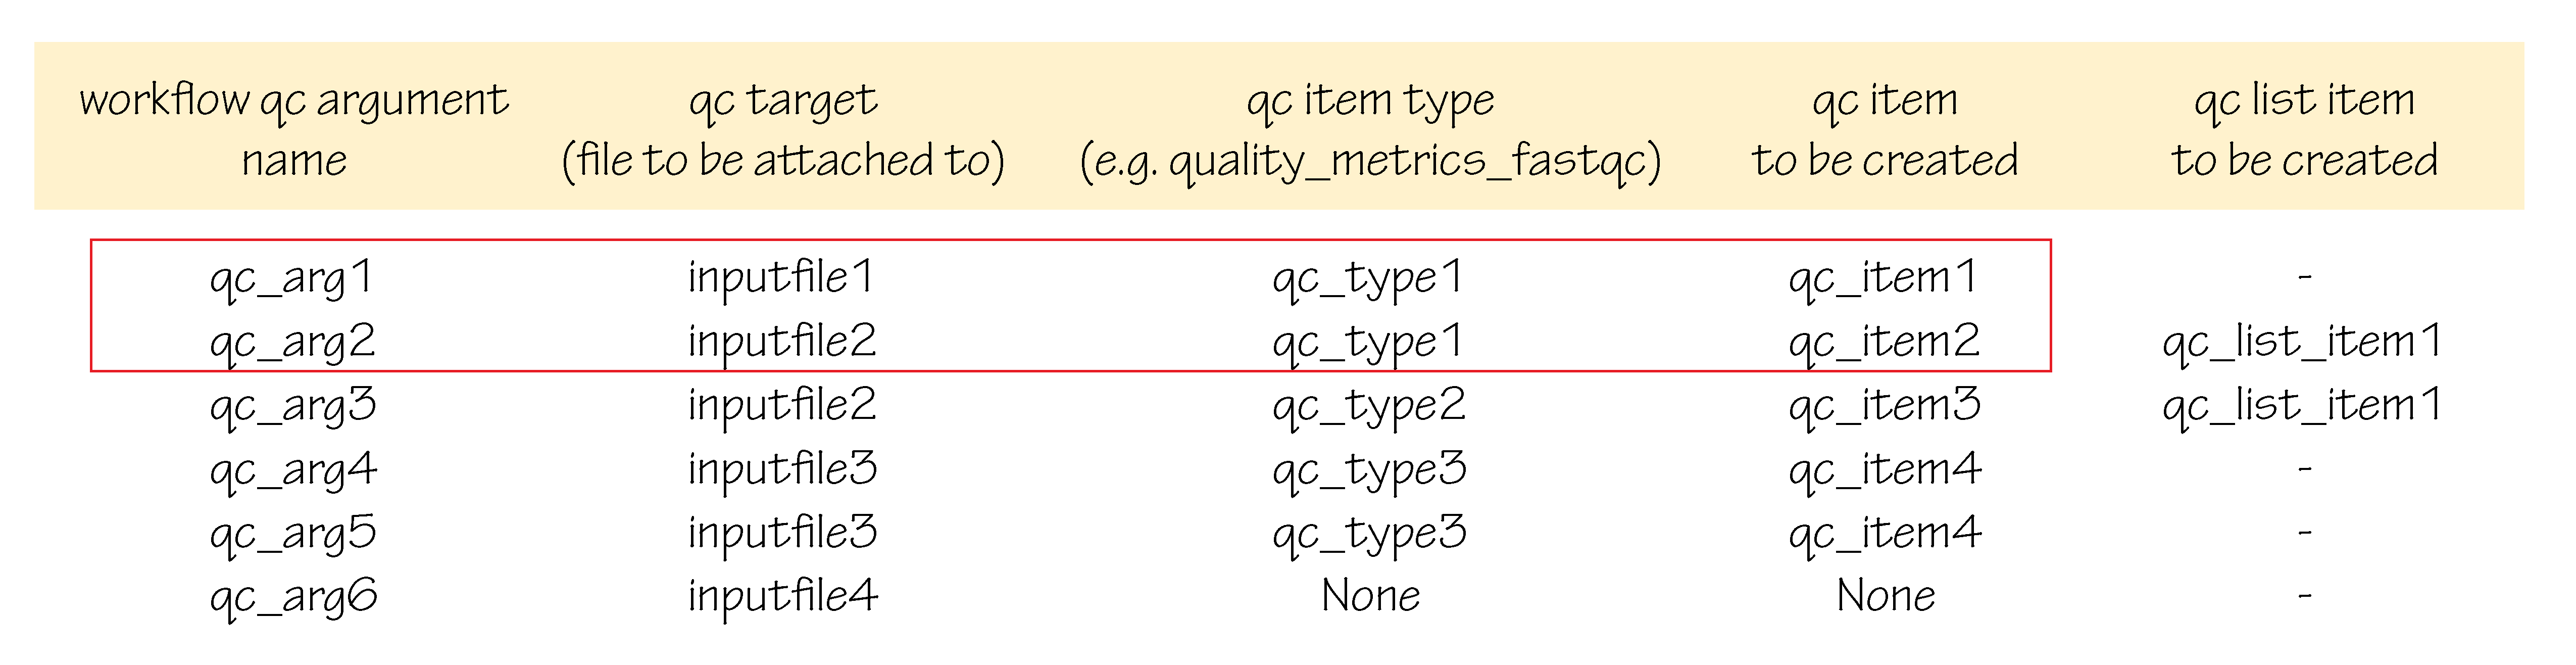 workflow qc argument name qc target (file to be attached to) qc item type (e.g. quality_metrics_fastqc) qc item to be created qc list item to be created
qc_arg1 inputfile1 qc_type1 qc_item1 -
qc_arg2 inputfile2 qc_type1 qc_item2 qc_list_item1
qc_arg3 inputfile2 qc_type2 qc_item3 qc_list_item1
qc_arg4 inputfile3 qc_type3 qc_item4 -
qc_arg5 inputfile3 qc_type3 qc_item4 -
qc_arg6 inputfile4 None None -